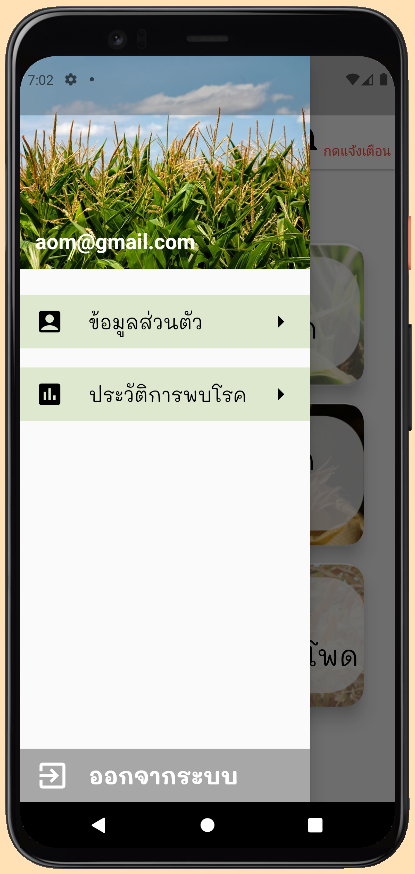 7:02
กดแจ้งเตือน
aom@gmail.com
ข้อมูลส่วนตัว
ประวัติการพบโรค
โพด
ออกจากระบบ